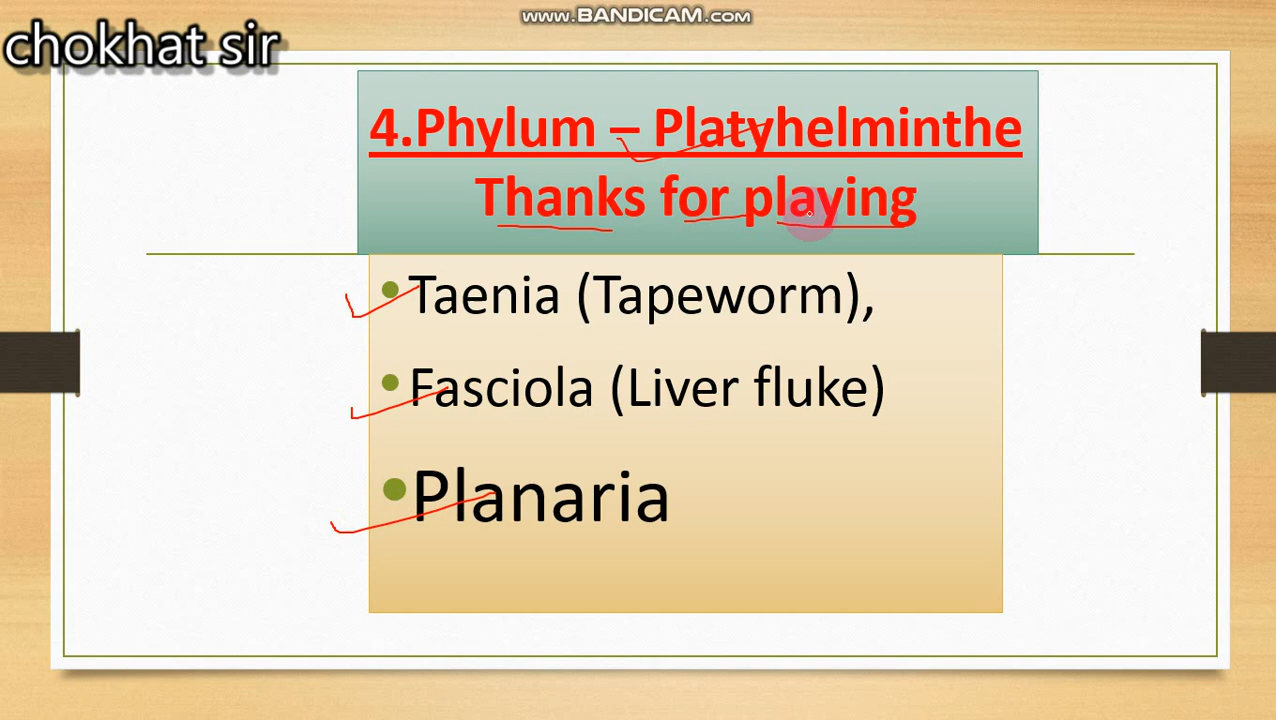 www.BANDICAM.com
chokhat sir
4.Phylum – Platyhelminthe
Thanks for playing
•Taenia (Tapeworm),
•Fasciola (Liver fluke)
•Planaria